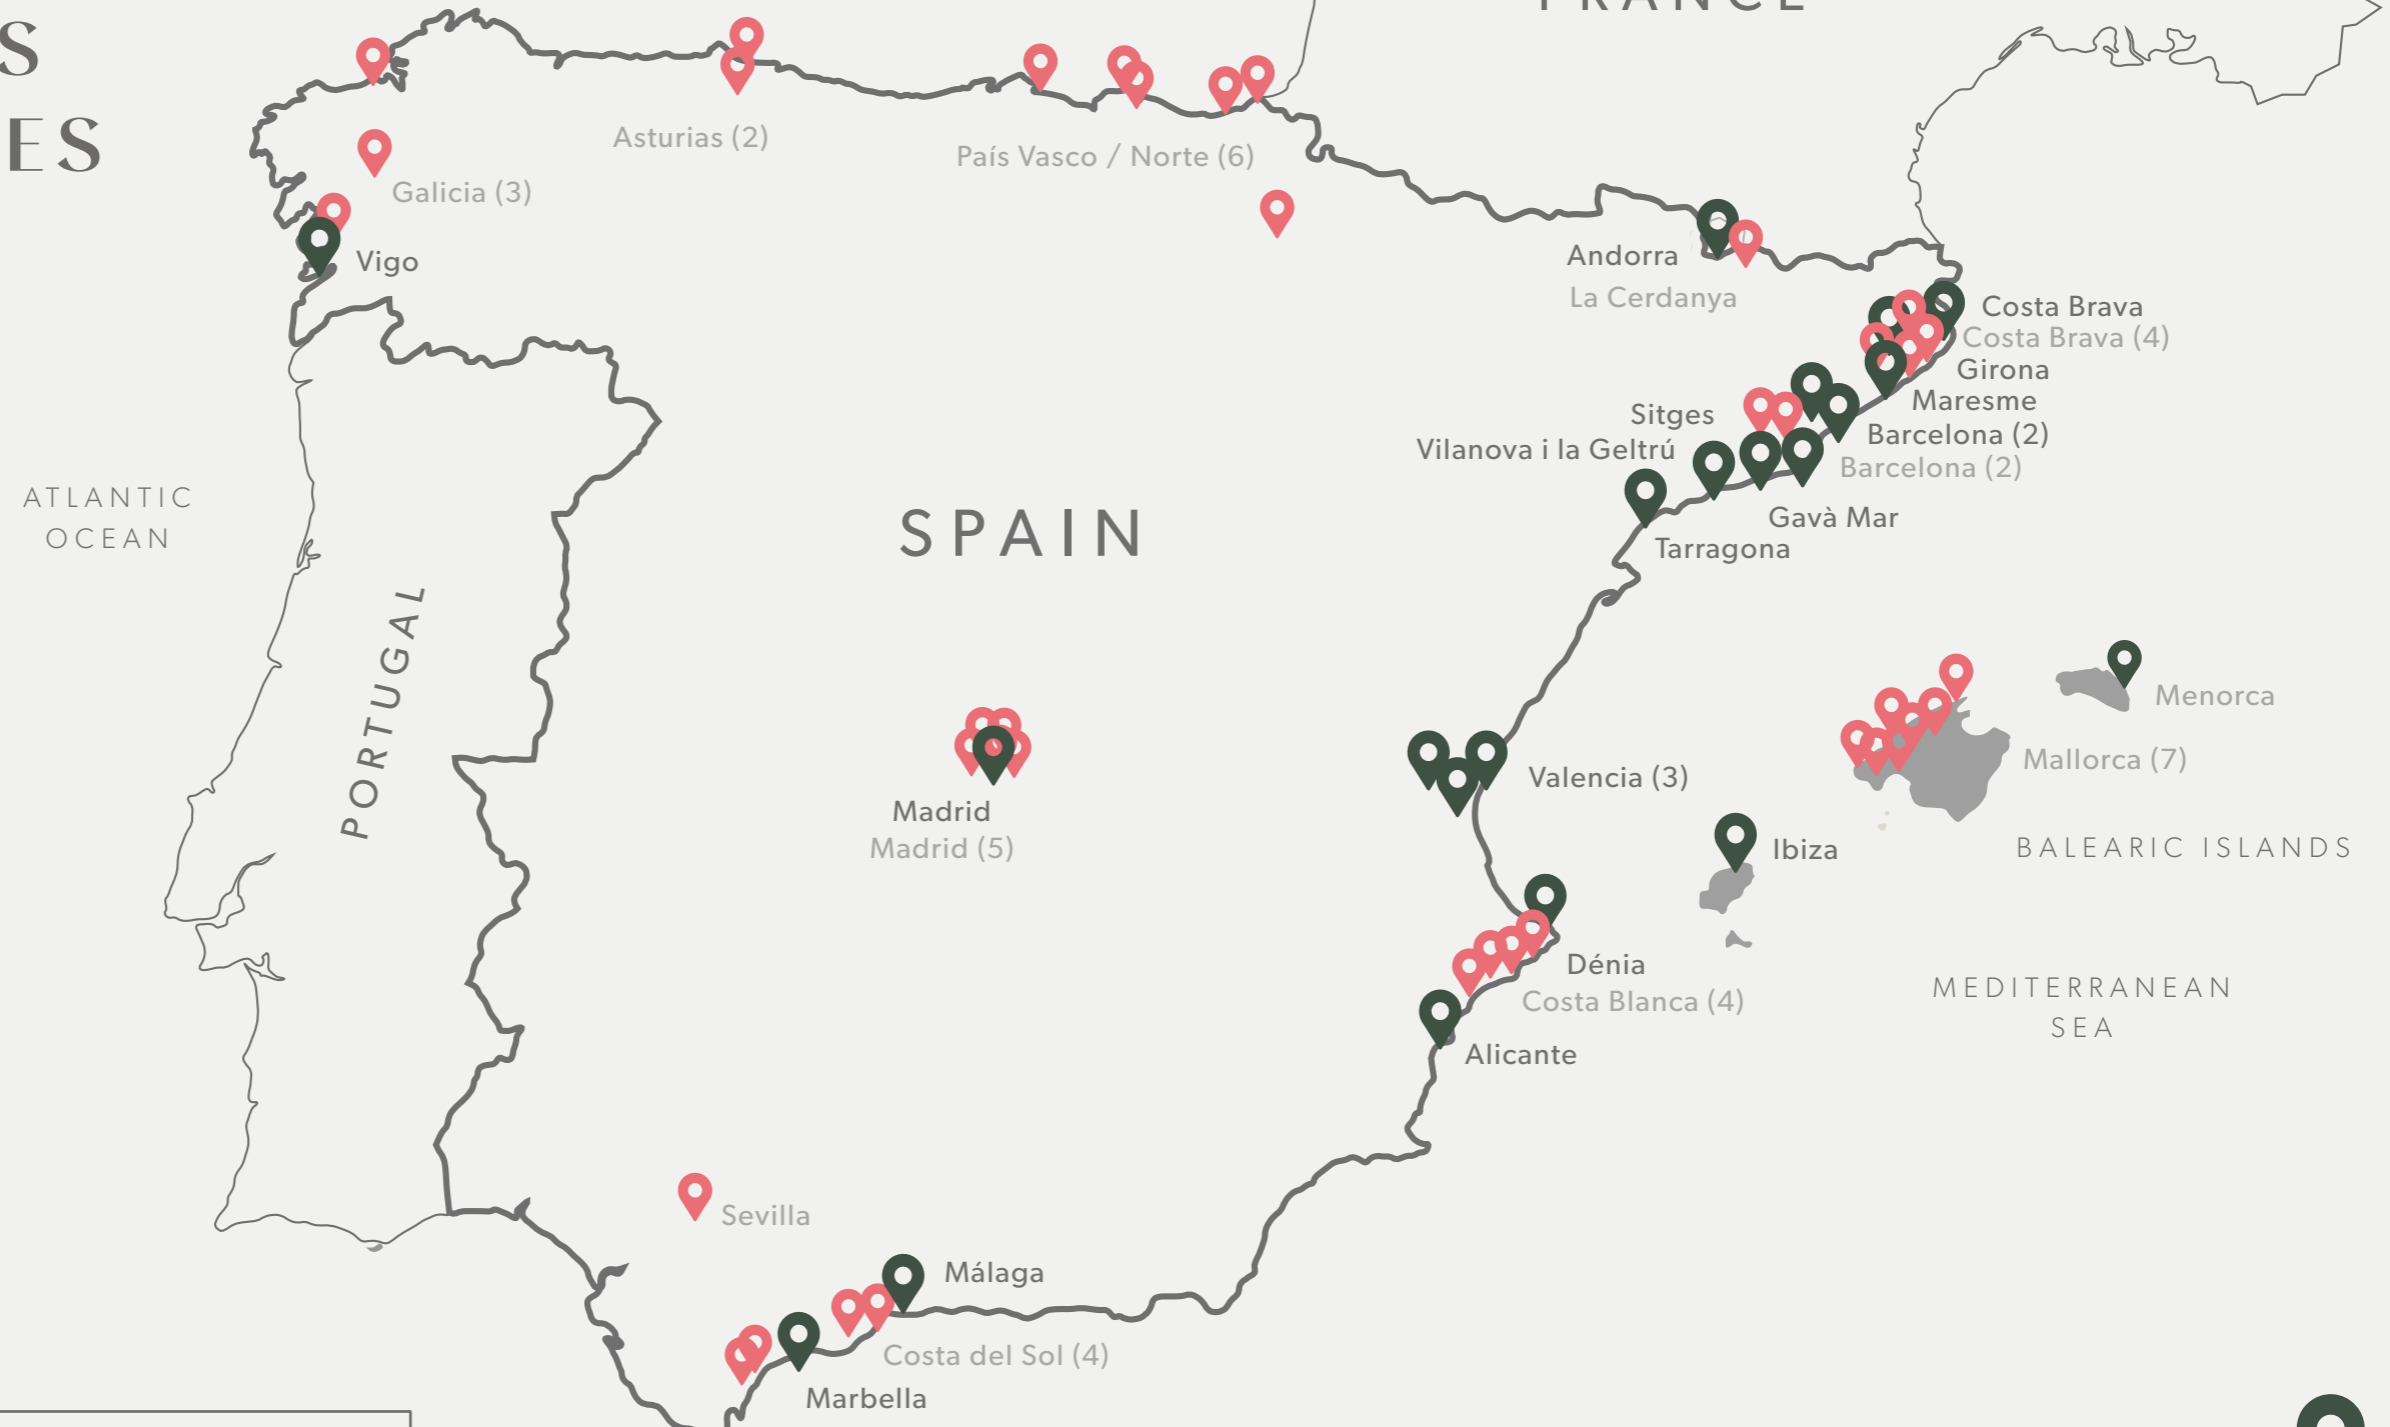 S
ES
FRANCE
Asturias (2)
País Vasco / Norte (6)
Galicia (3)
Vigo
Andorra
La Cerdanya
Costa Brava
Costa Brava (4)
Girona
Maresme
Sitges
Barcelona (2)
Vilanova i la Geltrú
Barcelona (2)
Gavà Mar
Tarragona
ATLANTIC
OCEAN
SPAIN
PORTUGAL
Menorca
Mallorca (7)
Valencia (3)
Madrid
Madrid (5)
Ibiza
BALEARIC ISLANDS
Dénia
Costa Blanca (4)
MEDITERRANEAN
SEA
Alicante
Sevilla
Málaga
Costa del Sol (4)
Marbella